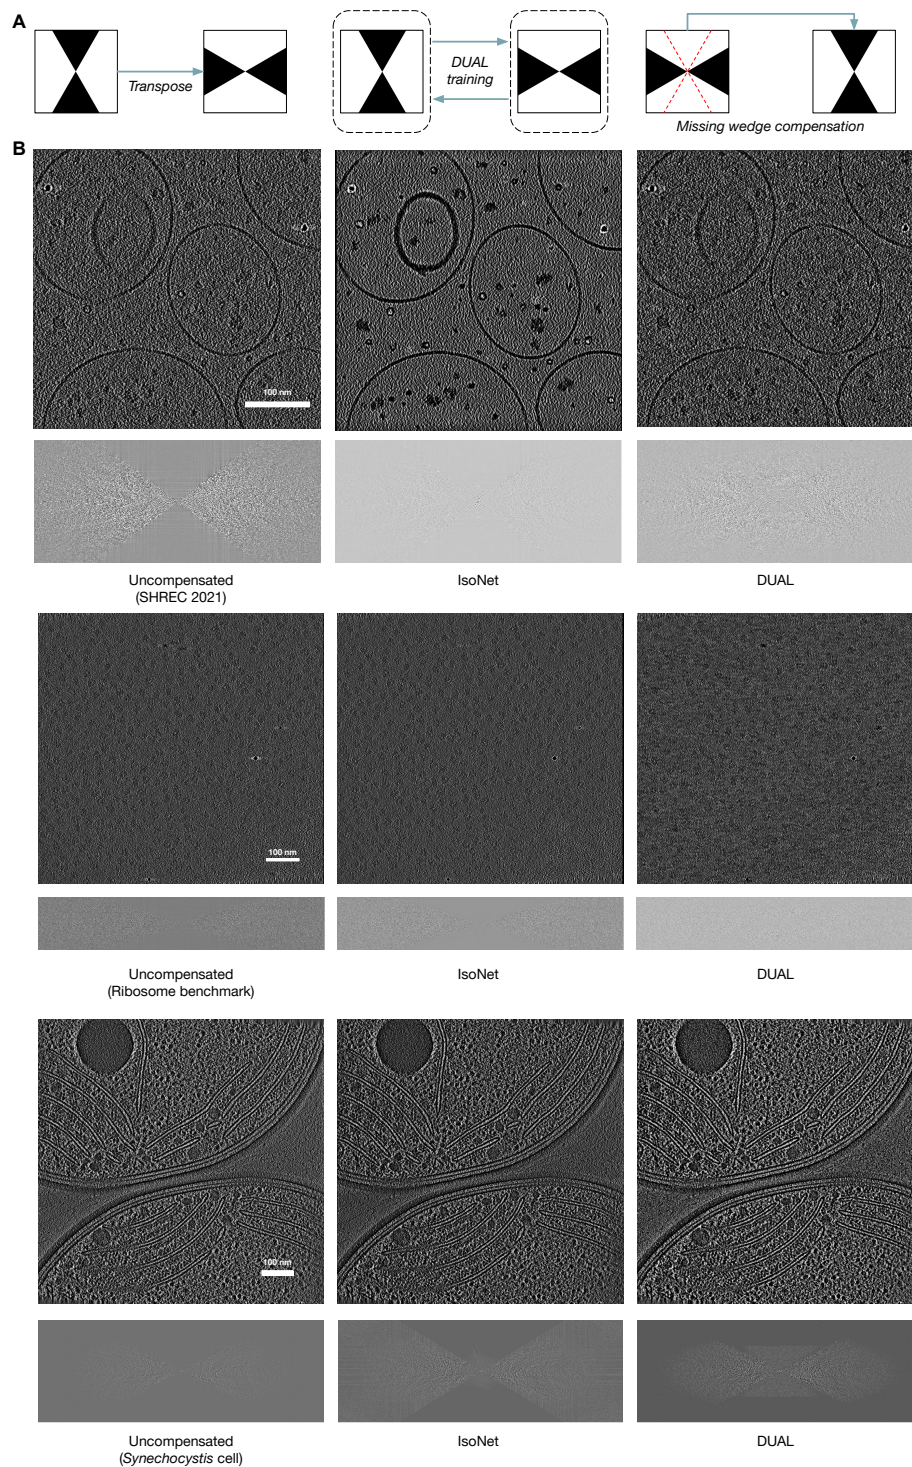 A
Transpose
DUAL
training
Missing wedge compensation
B
100 nm
Uncompensated
(SHREC 2021)
IsoNet
DUAL
100 nm
Uncompensated
(Ribosome benchmark)
IsoNet
DUAL
100 nm
Uncompensated
(Synechocystis cell)
IsoNet
DUAL